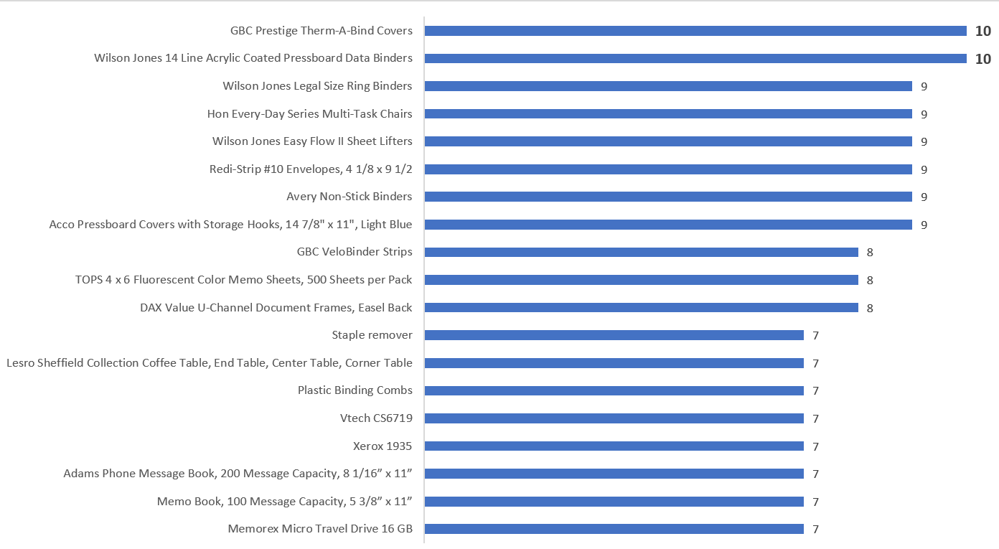 GBC Prestige Therm-A-Bind Covers 10
Wilson Jones 14 Line Acrylic Coated Pressboard Data Binders 10
Wilson Jones Legal Size Ring Binders 9
Hon Every-Day Series Multi-Task Chairs 9
Wilson Jones Easy Flow II Sheet Lifters 9
Redi-Strip #10 Envelopes, 4 1/8 x 9 1/2 9
Avery Non-Stick Binders 9
Acco Pressboard Covers with Storage Hooks, 14 7/8" x 11", Light Blue 9
GBC VeloBinder Strips 8
TOPS 4 x 6 Fluorescent Color Memo Sheets, 500 Sheets per Pack 8
DAX Value U-Channel Document Frames, Easel Back 8
Staple remover 7
Lesro Sheffield Collection Coffee Table, End Table, Center Table, Corner Table 7
Plastic Binding Combs 7
Vtech CS6719 7
Xerox 1935 7
Adams Phone Message Book, 200 Message Capacity, 8 1/16” x 11” 7
Memo Book, 100 Message Capacity, 5 3/8” x 11” 7
Memorex Micro Travel Drive 16 GB 7